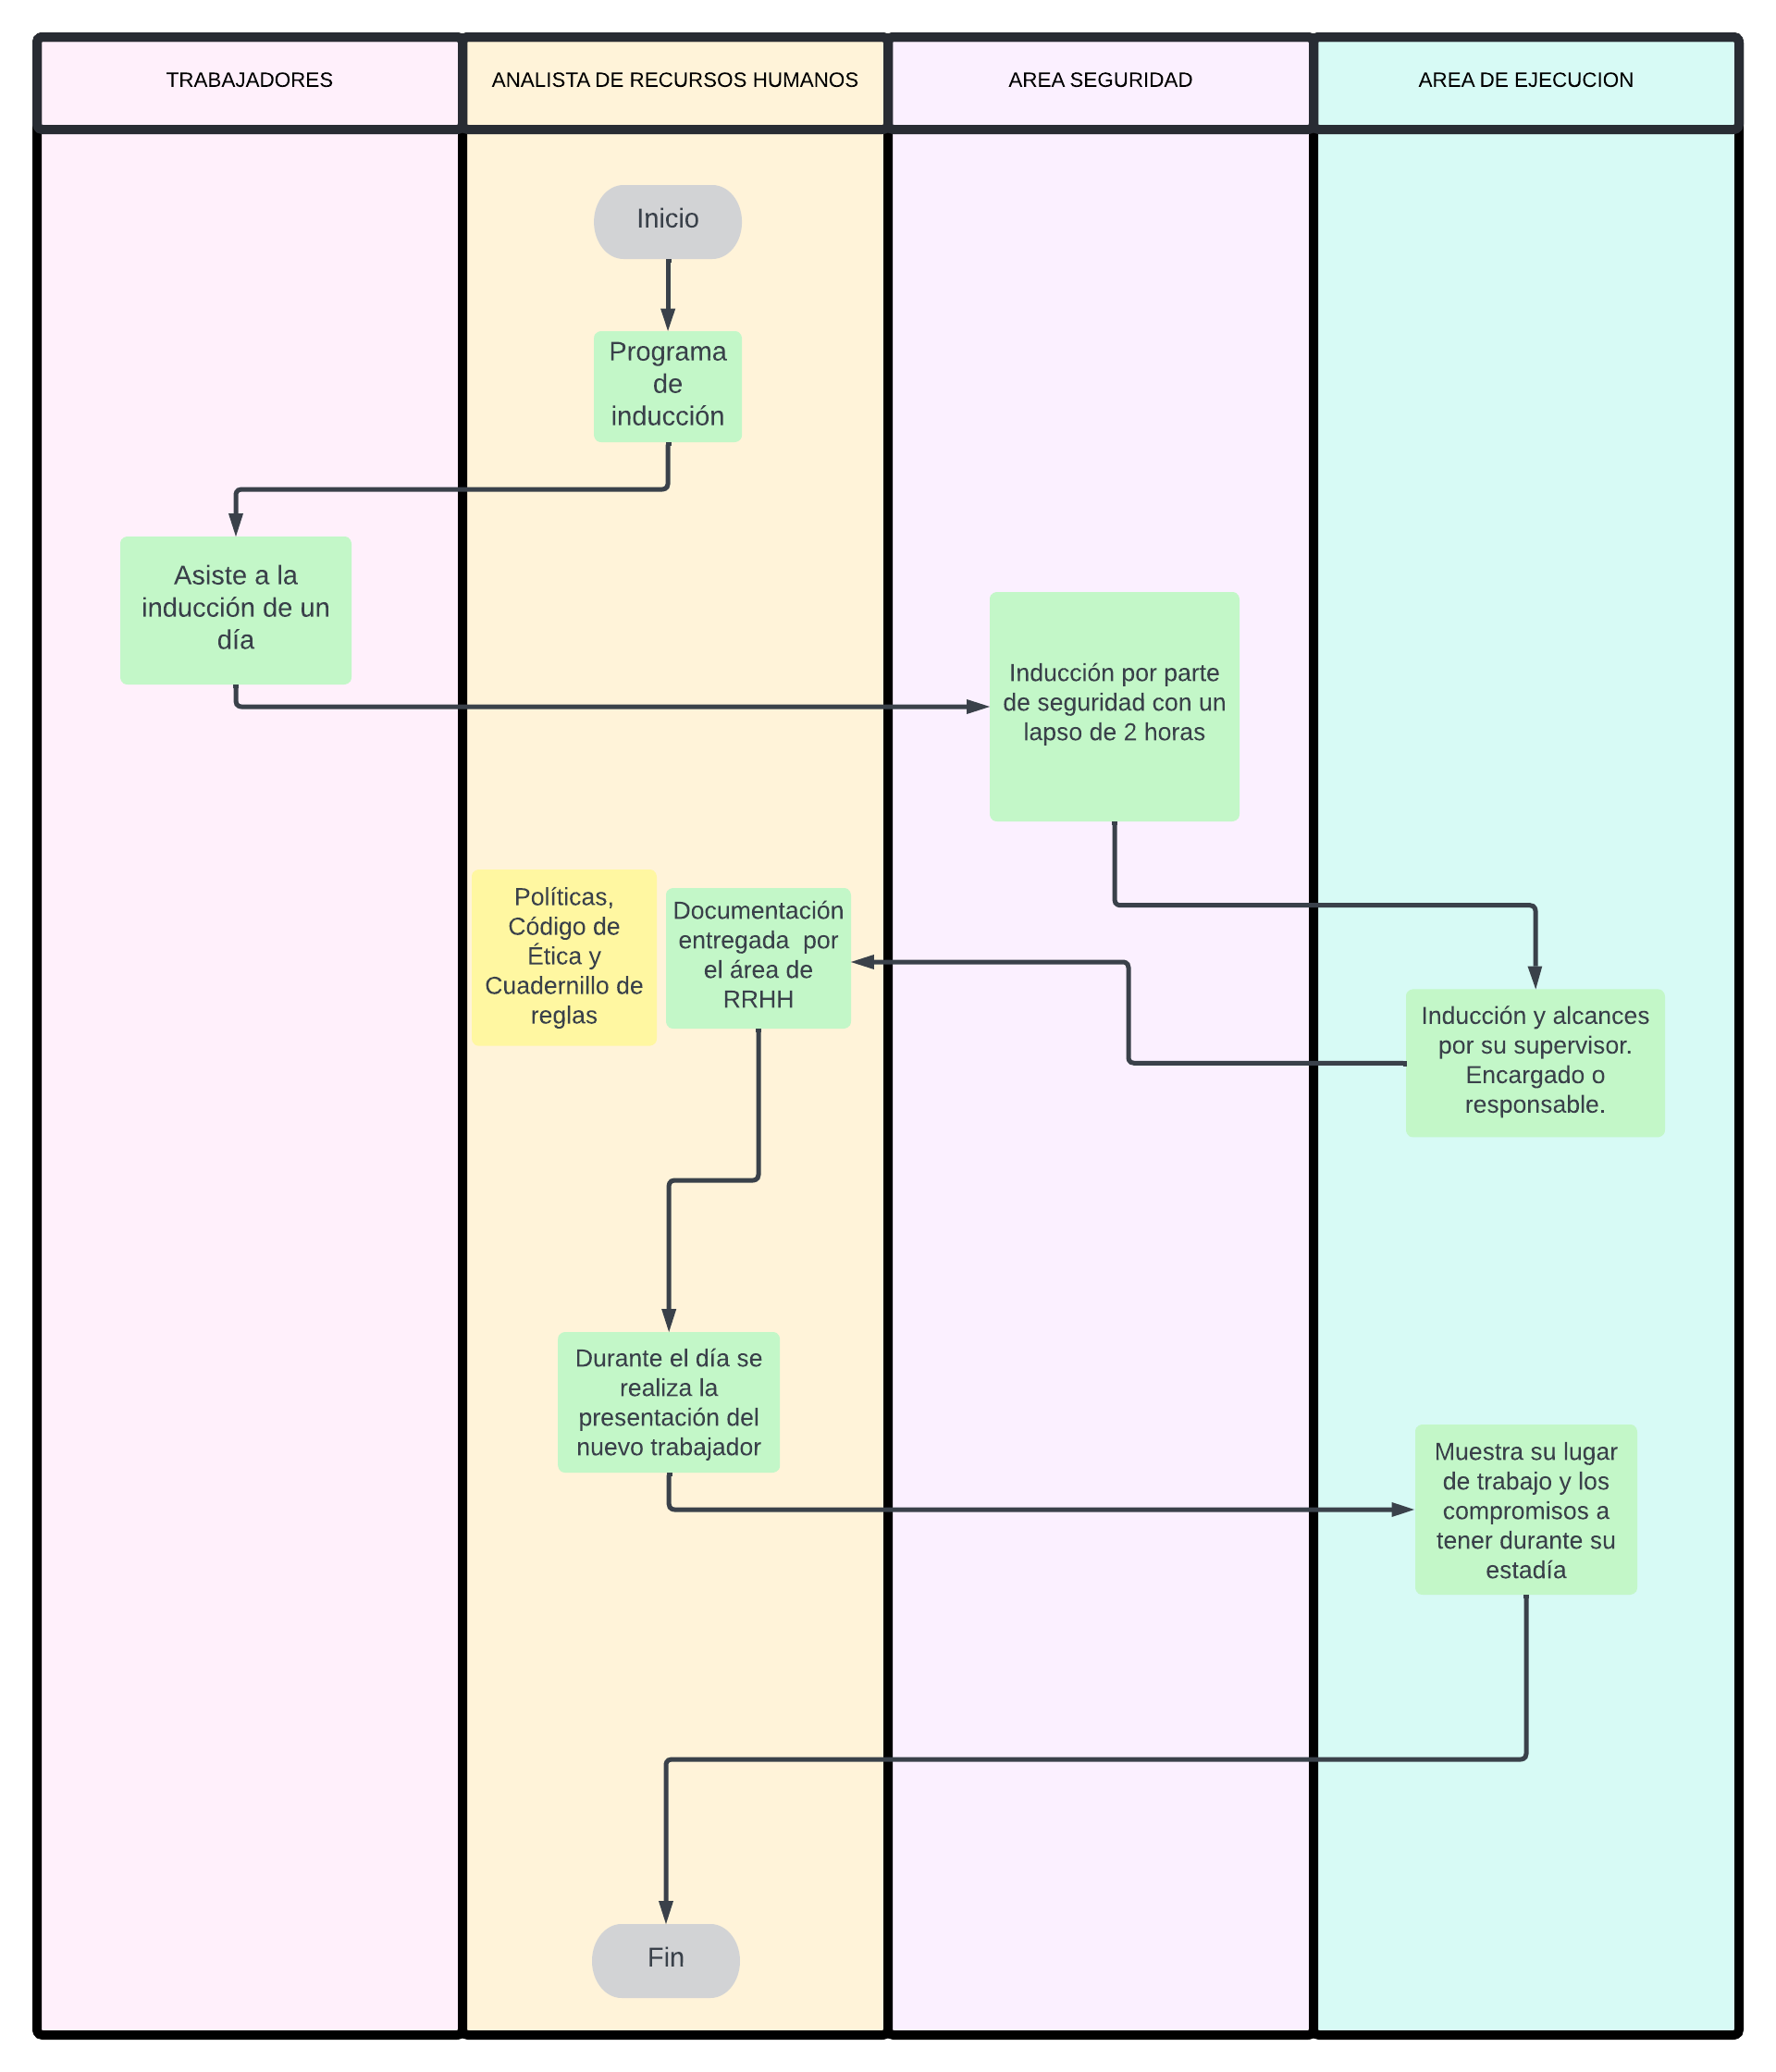 TRABAJADORES
ANALISTA DE RECURSOS HUMANOS
AREA SEGURIDAD
AREA DE EJECUCION
Inicio
Programa
de
inducción
Asiste a la
inducción de un
día
Inducción por parte
de seguridad con un
lapso de 2 horas
Políticas,
Código de
Ética y
Cuadernillo de
reglas
Documentación
entregada  por
el área de
RRHH
Inducción y alcances
por su supervisor.
Encargado o
responsable.
Durante el día se
realiza la
presentación del
nuevo trabajador
Muestra su lugar
de trabajo y los
compromisos a
tener durante su
estadía
Fin